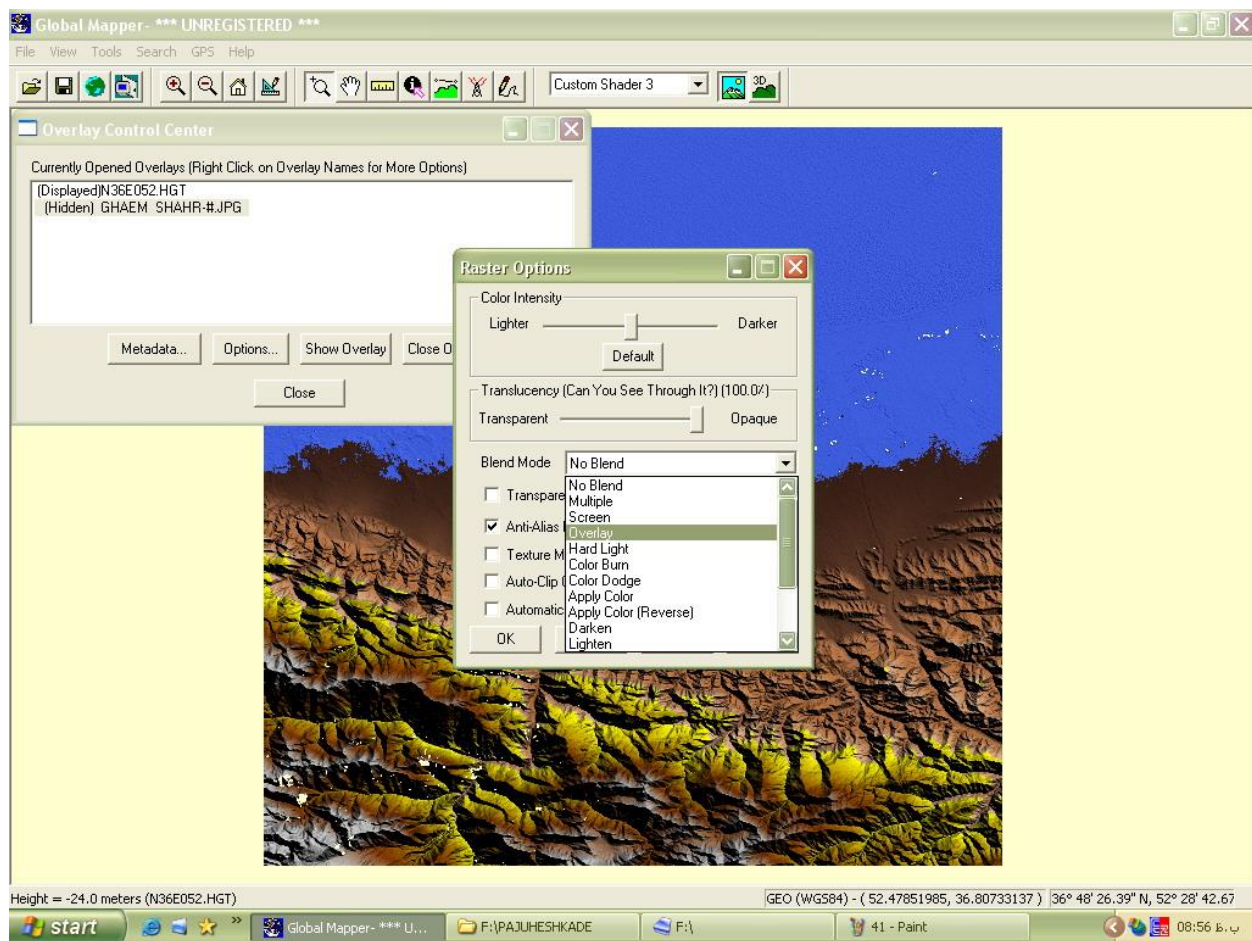 Global Mapper- *** UNREGISTERED ***
File View Tools Search GPS Help
Custom Shader 3
3D
Overlay Control Center
Currently Opened Overlays (Right Click on Overlay Names for More Options)
(Displayed)N36E052.HGT
(Hidden) GHAEM SHAHR-#.JPG
Metadata... Options... Show Overlay Close O
Close
Raster Options
Color Intensity
Lighter Darker
Default
Translucency (Can You See Through It?) (100.0%)
Transparent Opaque
Blend Mode No Blend
No Blend
Multiple
Screen
Overlay
Hard Light
Color Burn
Color Dodge
Apply Color
Apply Color (Reverse)
Darken
Lighten
Transpare
Anti-Alias
Texture M
Auto-Clip
Automatic
OK
Height = -24.0 meters (N36E052.HGT)
GEO (WGS84) - ( 52.47851985, 36.80733137 ) 36° 48' 26.39" N, 52° 28' 42.67
start
Global Mapper- *** U...
F:\PAJUHESHKADE
F:\
41 - Paint
08:56 ب.ظ